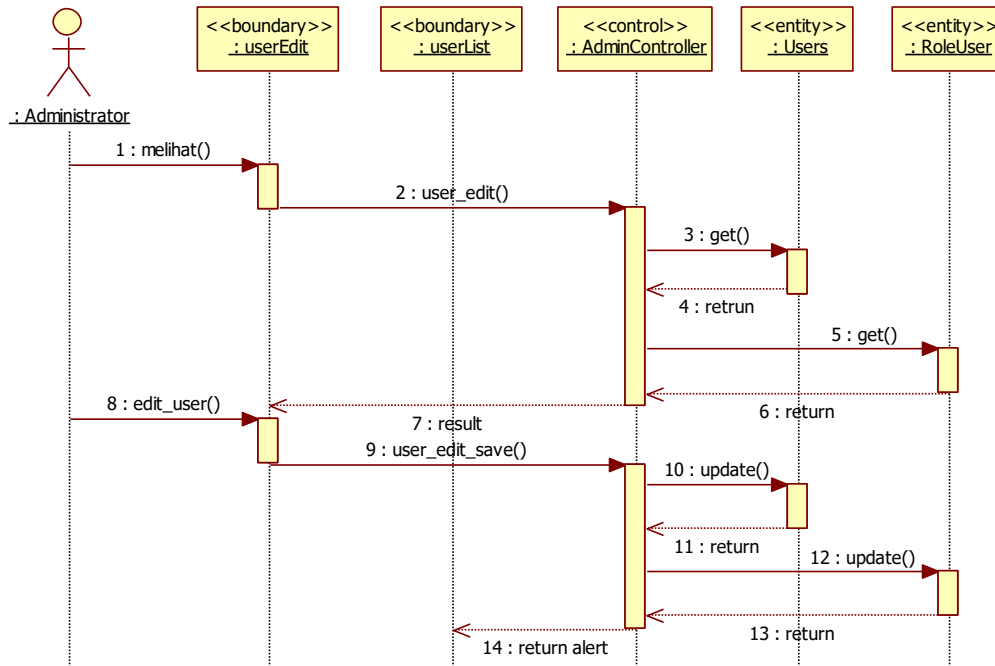 <<boundary>>
: userEdit
<<boundary>>
: userList
<<control>>
: AdminController
<<entity>>
: Users
<<entity>>
: RoleUser
: Administrator
1 : melihat()
2 : user_edit()
3 : get()
4 : retrun
5 : get()
6 : return
7 : result
8 : edit_user()
9 : user_edit_save()
10 : update()
11 : return
12 : update()
13 : return
14 : return alert